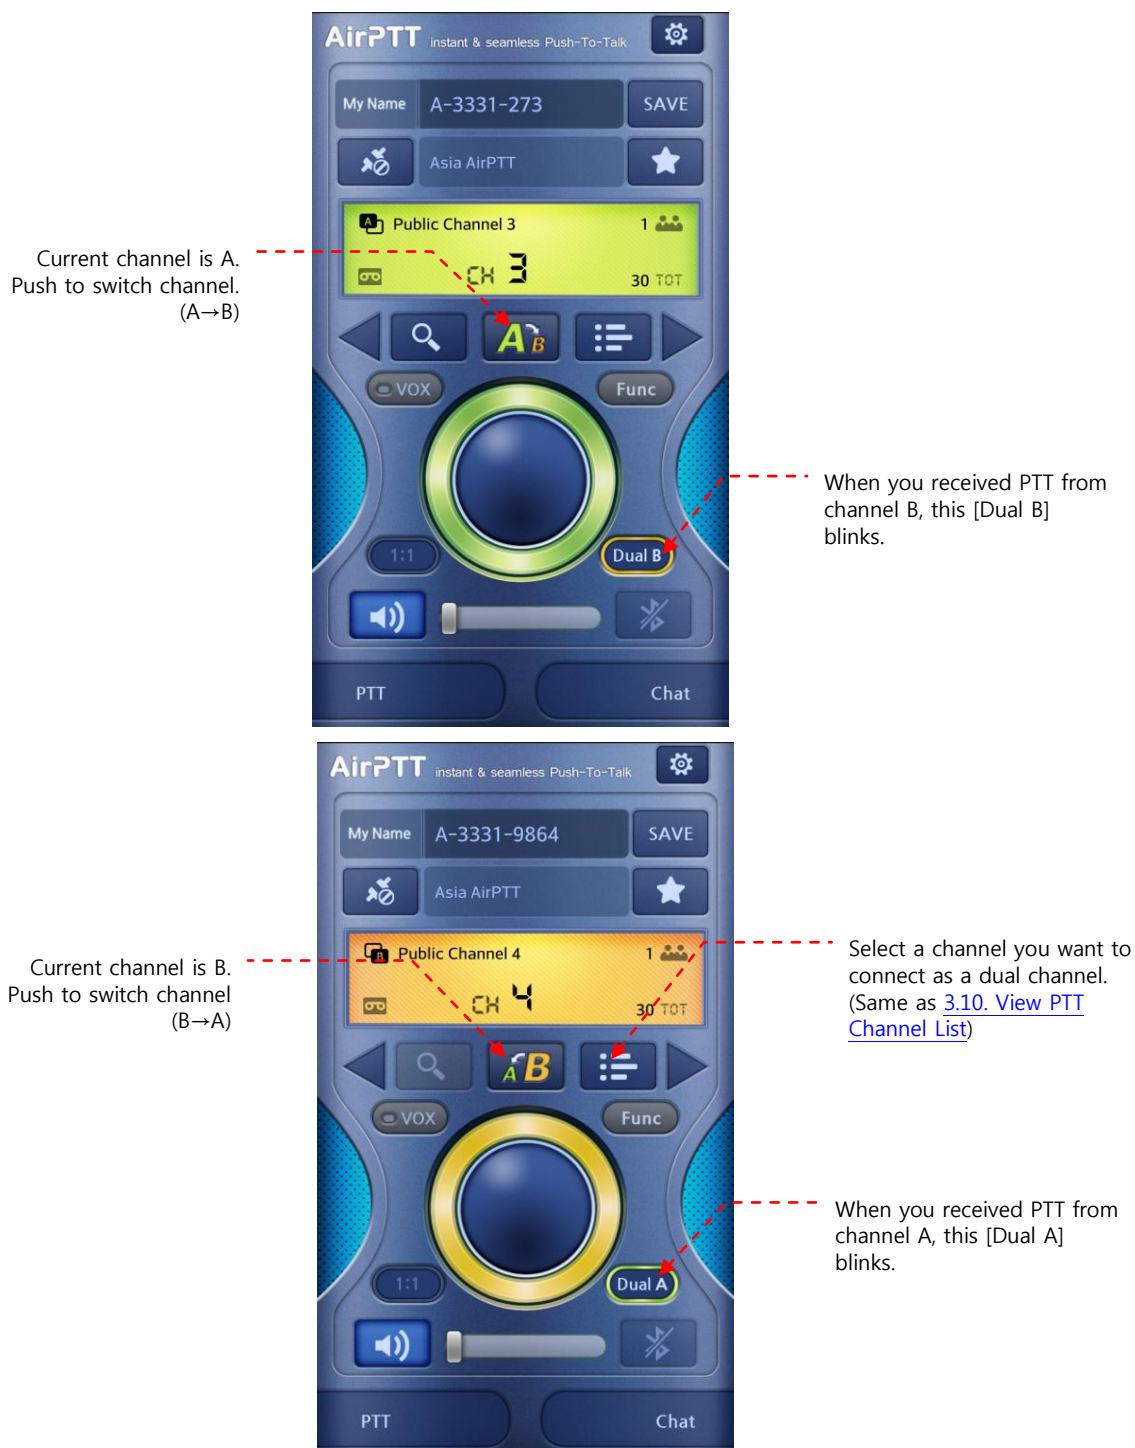 AirPTT instant & seamless Push-To-Talk
My Name A-3331-273 SAVE
Asia AirPTT
A Public Channel 3 1
CH 3 30 TOT
Current channel is A.
Push to switch channel.
(A→B)
A B
VOX Func
When you received PTT from
channel B, this [Dual B]
blinks.
1:1 Dual B
PTT Chat
AirPTT instant & seamless Push-To-Talk
My Name A-3331-9864 SAVE
Asia AirPTT
B Public Channel 4 1
CH 4 30 TOT
Current channel is B.
Push to switch channel
(B→A)
Select a channel you want to
connect as a dual channel.
(Same as 3.10. View PTT
Channel List)
A B
VOX Func
When you received PTT from
channel A, this [Dual A]
blinks.
1:1 Dual A
PTT Chat